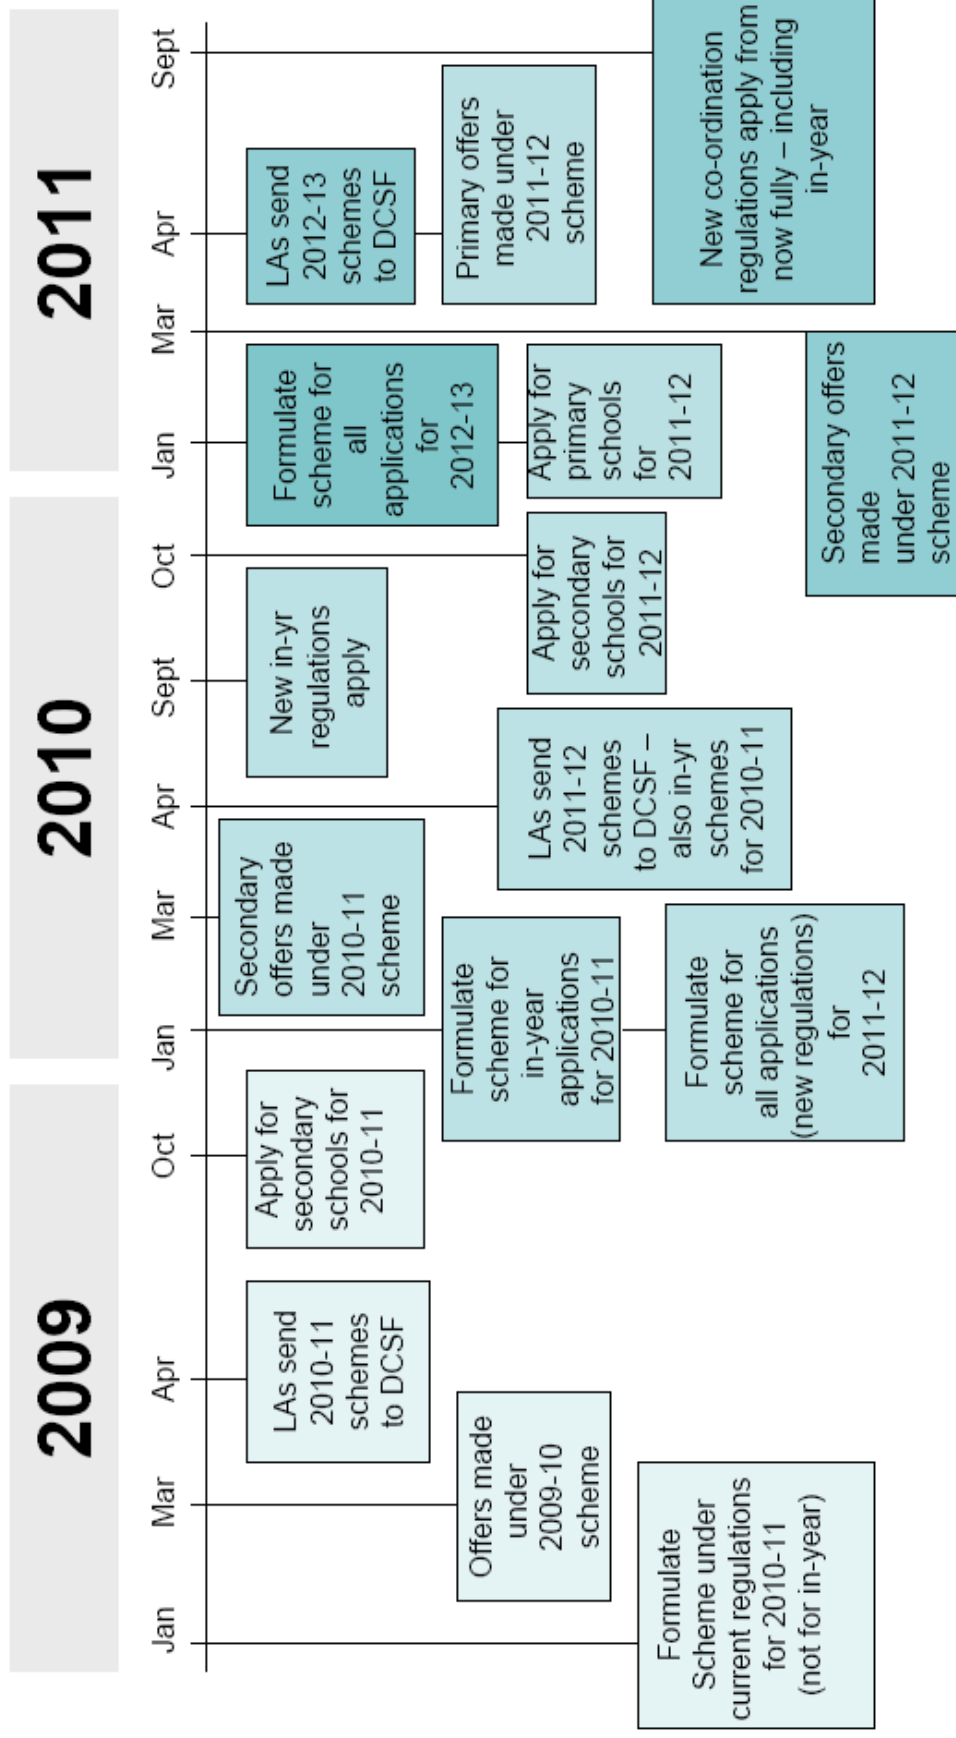 2009
2010
2011
Jan
Mar
Apr
Oct
Jan
Mar
Apr
Sept
Oct
Jan
Mar
Apr
Sept
Formulate
Scheme under
current regulations
for 2010-11
(not for in-year)
Offers made
under
2009-10
scheme
LAs send
2010-11
schemes
to DCSF
Apply for
secondary
schools for
2010-11
Formulate
scheme for
in-year
applications
for 2010-11
Formulate
scheme for
all applications
(new regulations)
for
2011-12
Secondary
offers made
under
2010-11
scheme
LAs send
2011-12
schemes
to DCSF –
also in-yr
schemes
for 2010-11
New in-yr
regulations
apply
Apply for
secondary
schools for
2011-12
Formulate
scheme for
all
applications
for
2012-13
Apply for
primary
schools
for
2011-12
Secondary offers
made
under 2011-12
scheme
LAs send
2012-13
schemes
to DCSF
Primary offers
made under
2011-12
scheme
New co-ordination
regulations apply from
now fully – including
in-year